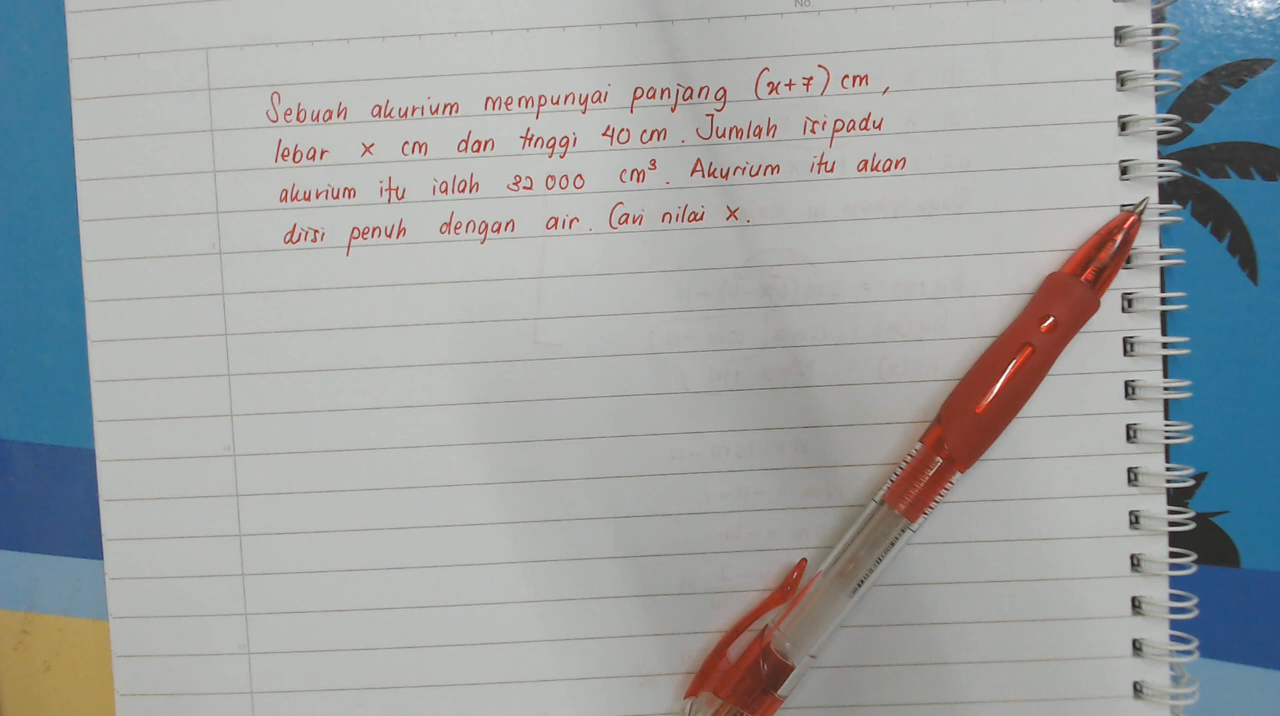 No
Sebuah akurium mempunyai panjang (x+7) cm,
lebar x cm dan tinggi 40 cm. Jumlah isipadu
akurium itu ialah 32 000 cm³. Akurium itu akan
diisi penuh dengan air. Cari nilai x.